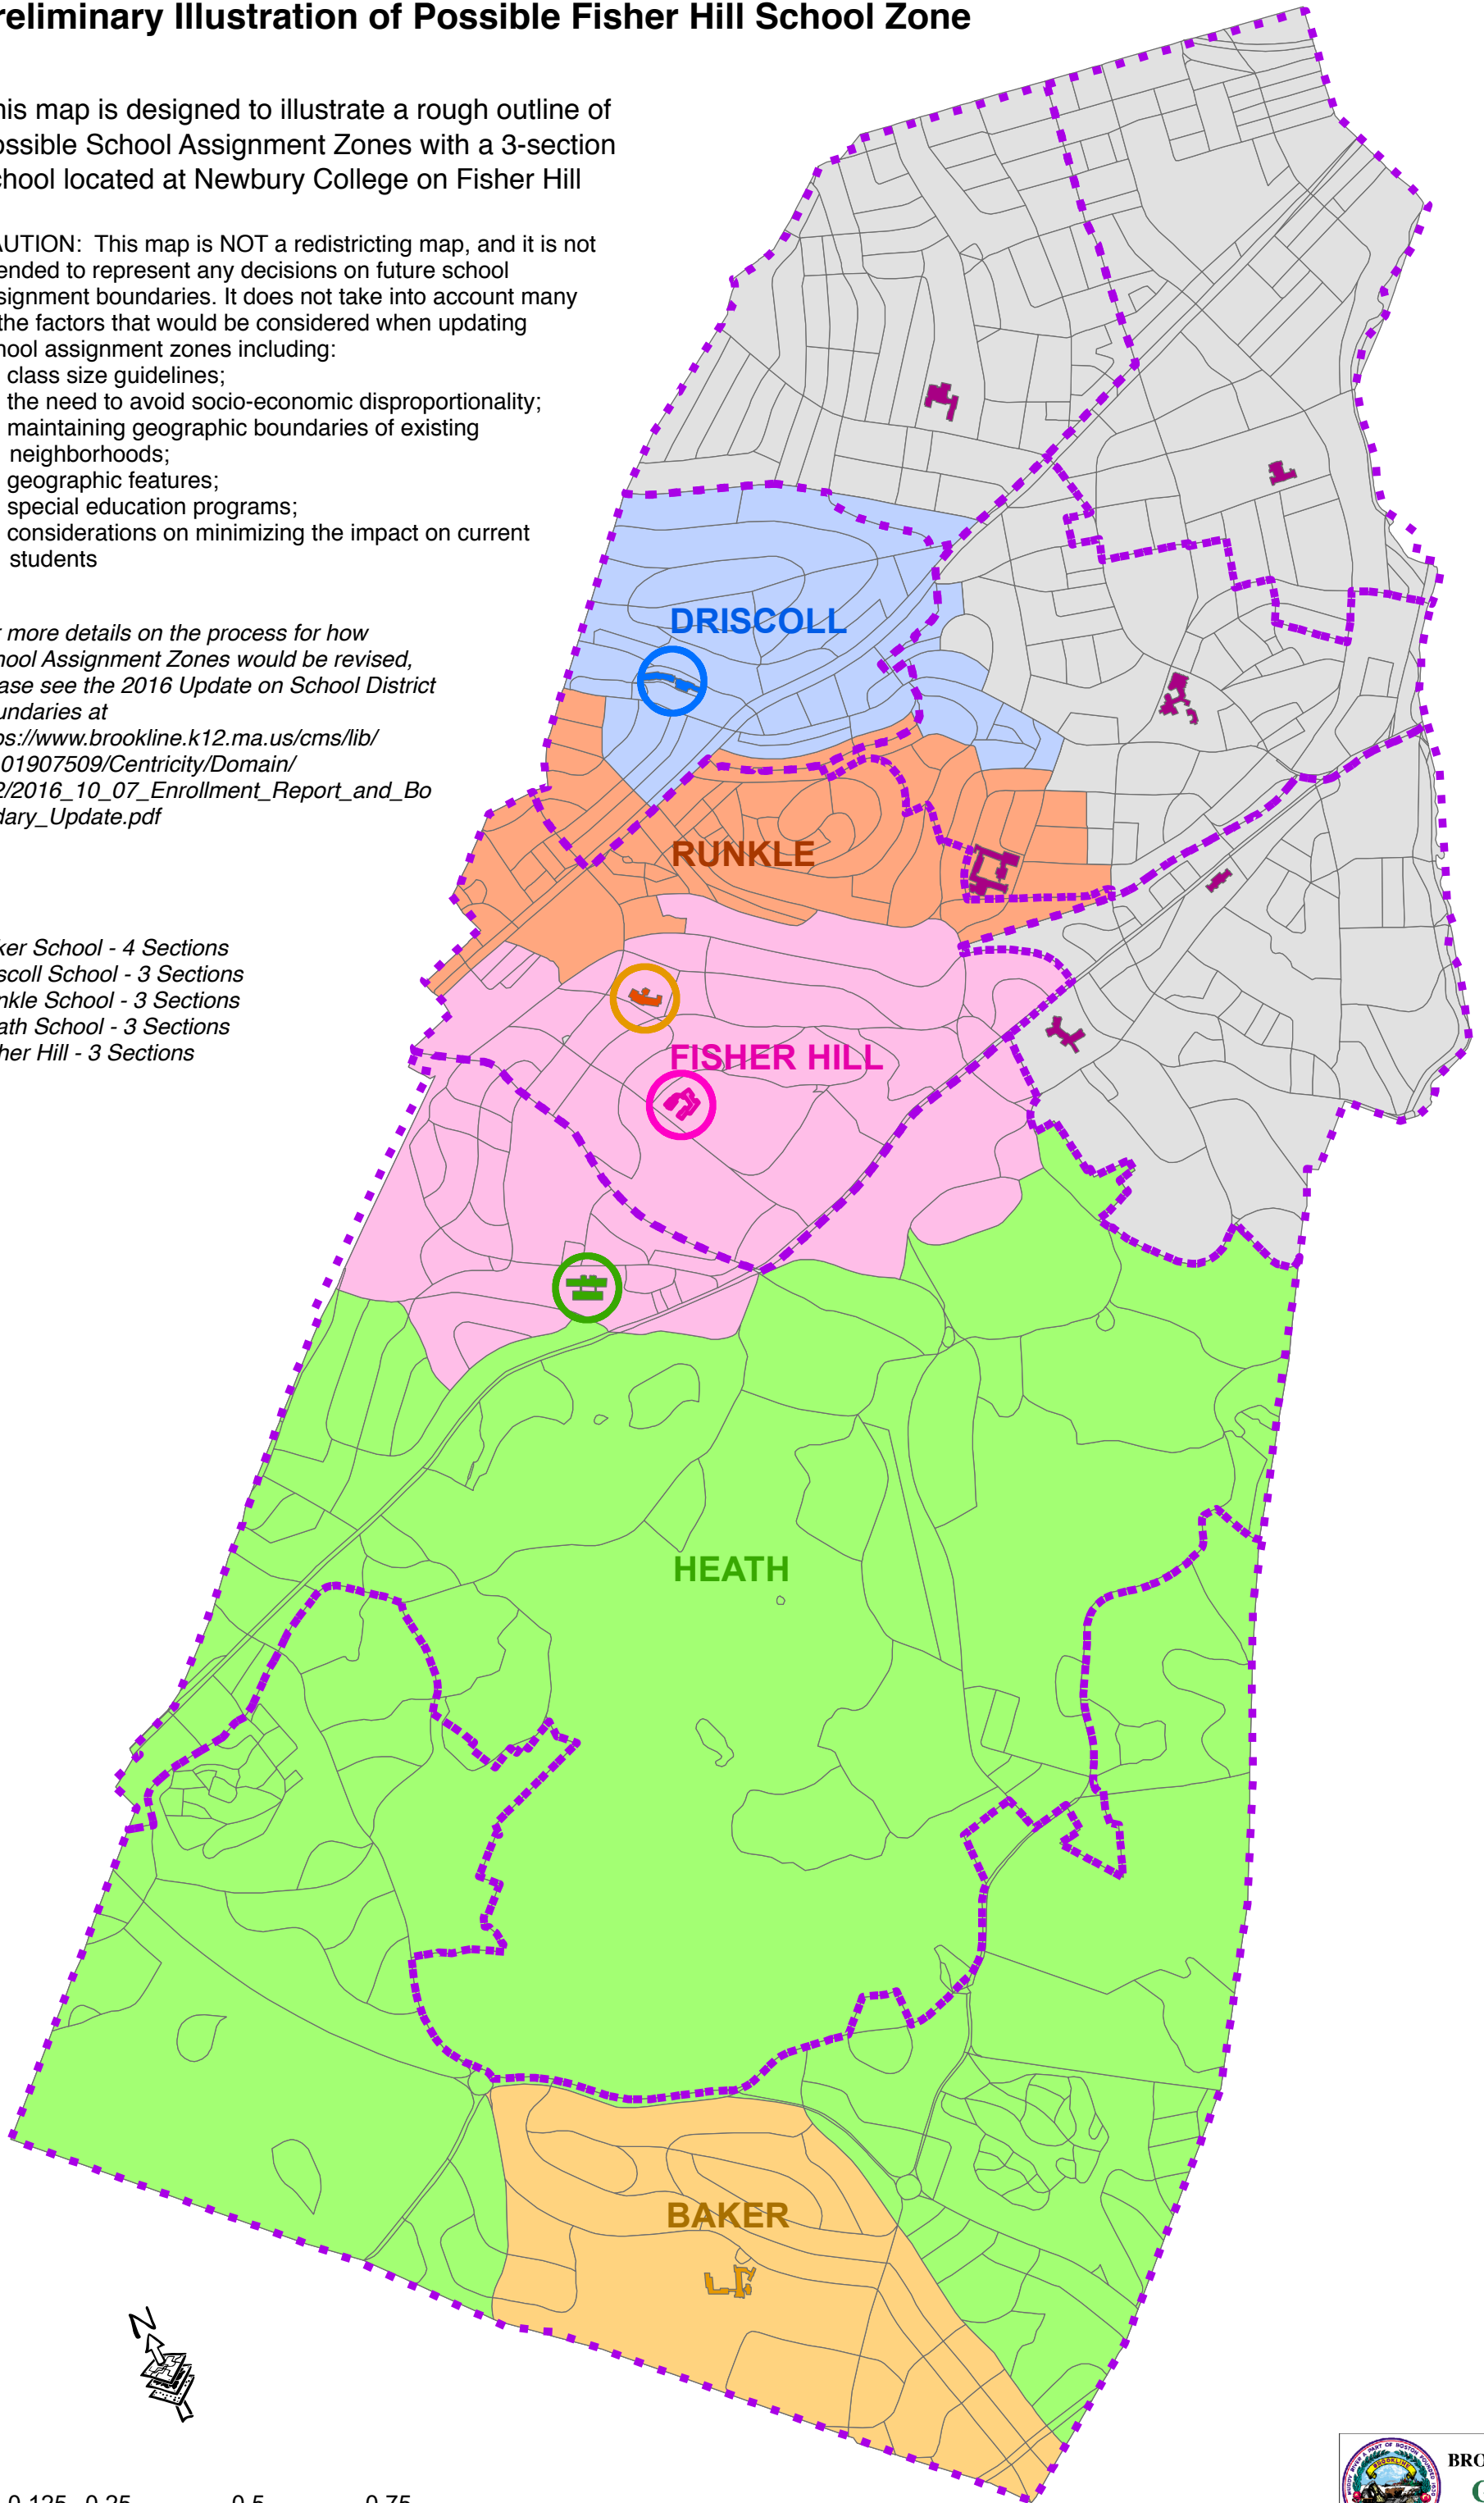 reliminary Illustration of Possible Fisher Hill School Zone
his map is designed to illustrate a rough outline of
ossible School Assignment Zones with a 3-section
chool located at Newbury College on Fisher Hill
AUTION: This map is NOT a redistricting map, and it is not
ended to represent any decisions on future school
signment boundaries. It does not take into account many
the factors that would be considered when updating
hool assignment zones including:
class size guidelines;
the need to avoid socio-economic disproportionality;
maintaining geographic boundaries of existing
neighborhoods;
geographic features;
special education programs;
considerations on minimizing the impact on current
students
r more details on the process for how
hool Assignment Zones would be revised,
ase see the 2016 Update on School District
undaries at
ps://www.brookline.k12.ma.us/cms/lib/
01907509/Centricity/Domain/
2/2016_10_07_Enrollment_Report_and_Bo
dary_Update.pdf
ker School - 4 Sections
iscoll School - 3 Sections
nkle School - 3 Sections
ath School - 3 Sections
her Hill - 3 Sections
DRISCOLL
RUNKLE
FISHER HILL
HEATH
BAKER
N
0.125 0.25 0.5 0.75
BROOKLINE
BRO